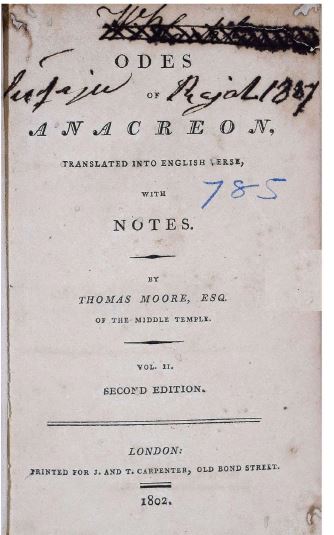 ODES
OF
ANACREON,
TRANSLATED INTO ENGLISH VERSE,
WITH
785
NOTES.
BY
THOMAS MOORE, ESQ.
OF THE MIDDLE TEMPLE.
VOL. II.
SECOND EDITION.
LONDON:
PRINTED FOR J. AND T. CARPENTER, OLD BOND STREET.
1802.